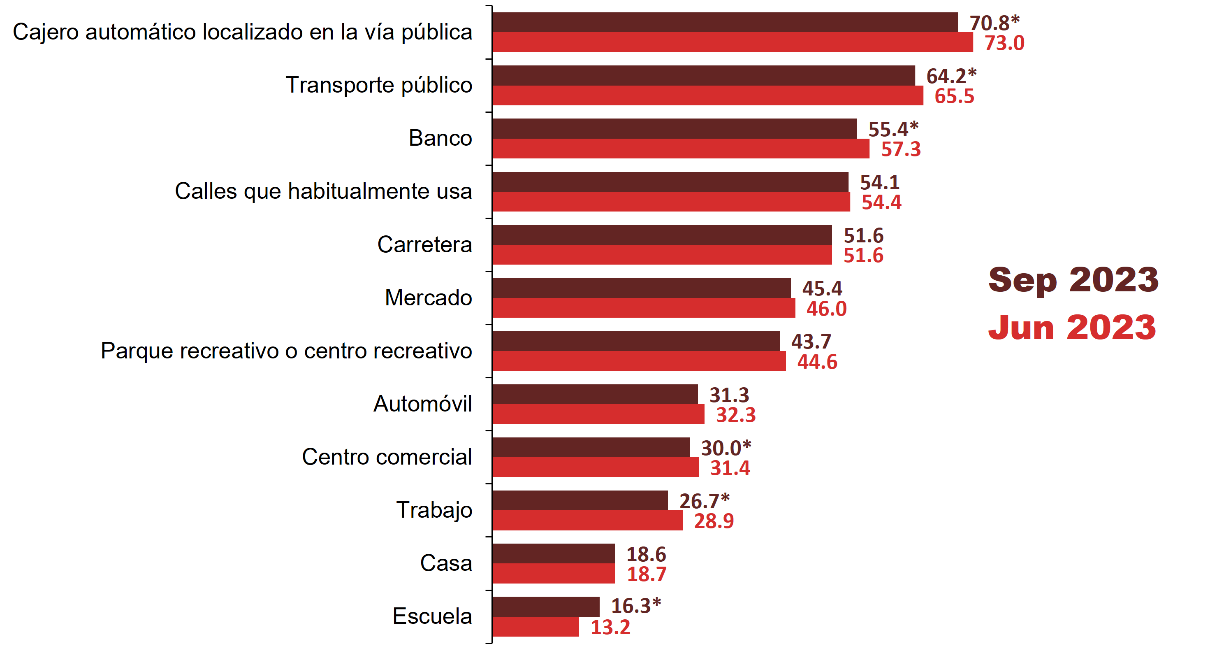 Cajero automático localizado en la vía pública
70.8*
73.0
Transporte público
64.2*
65.5
Banco
55.4*
57.3
Calles que habitualmente usa
54.1
54.4
Carretera
51.6
51.6
Mercado
45.4
46.0
Parque recreativo o centro recreativo
43.7
44.6
Automóvil
31.3
32.3
Centro comercial
30.0*
31.4
Trabajo
26.7*
28.9
Casa
18.6
18.7
Escuela
16.3*
13.2
Sep 2023
Jun 2023